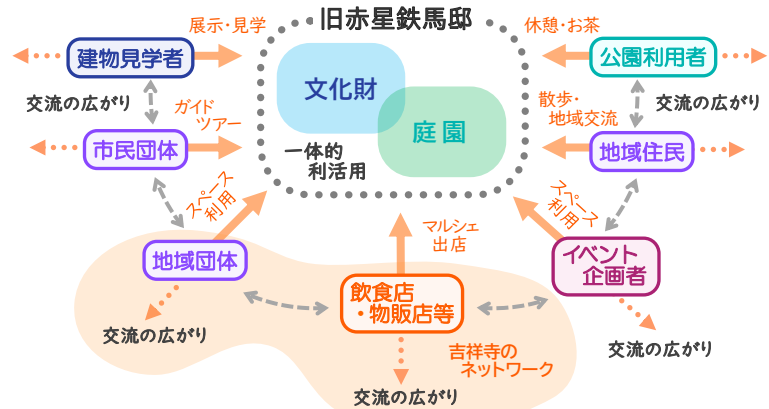 旧赤星鉄馬邸
展示・見学
休憩・お茶
建物見学者
公園利用者
文化財
庭園
一体的
利活用
交流の広がり
交流の広がり
ガイド
ツアー
散歩・
地域交流
市民団体
地域住民
スペース
利用
スペース
利用
マルシェ
出店
地域団体
イベント
企画者
飲食店
・物販店等
交流の広がり
交流の広がり
吉祥寺の
ネットワーク
交流の広がり